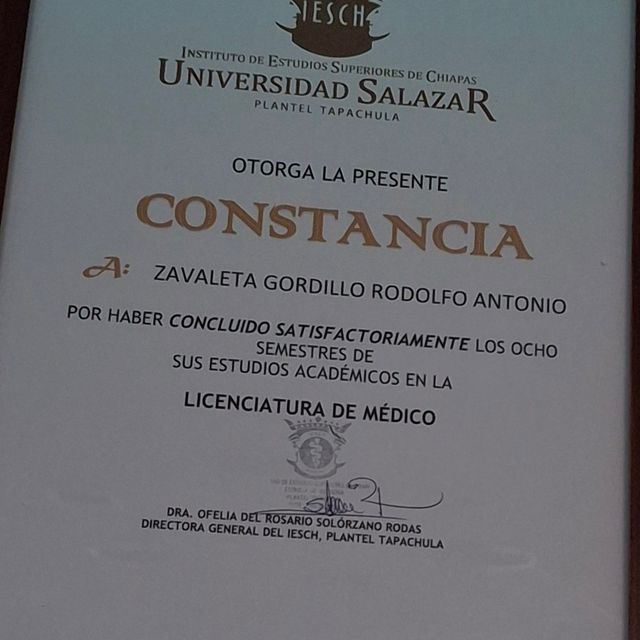 IESCH
INSTITUTO DE ESTUDIOS SUPERIORES DE CHIAPAS
UNIVERSIDAD SALAZAR
PLANTEL TAPACHULA
OTORGA LA PRESENTE
CONSTANCIA
A: ZAVALETA GORDILLO RODOLFO ANTONIO
POR HABER CONCLUIDO SATISFACTORIAMENTE LOS OCHO
SEMESTRES DE
SUS ESTUDIOS ACADÉMICOS EN LA
LICENCIATURA DE MÉDICO
DRA. OFELIA DEL ROSARIO SOLÓRZANO RODAS
DIRECTORA GENERAL DEL IESCH, PLANTEL TAPACHULA